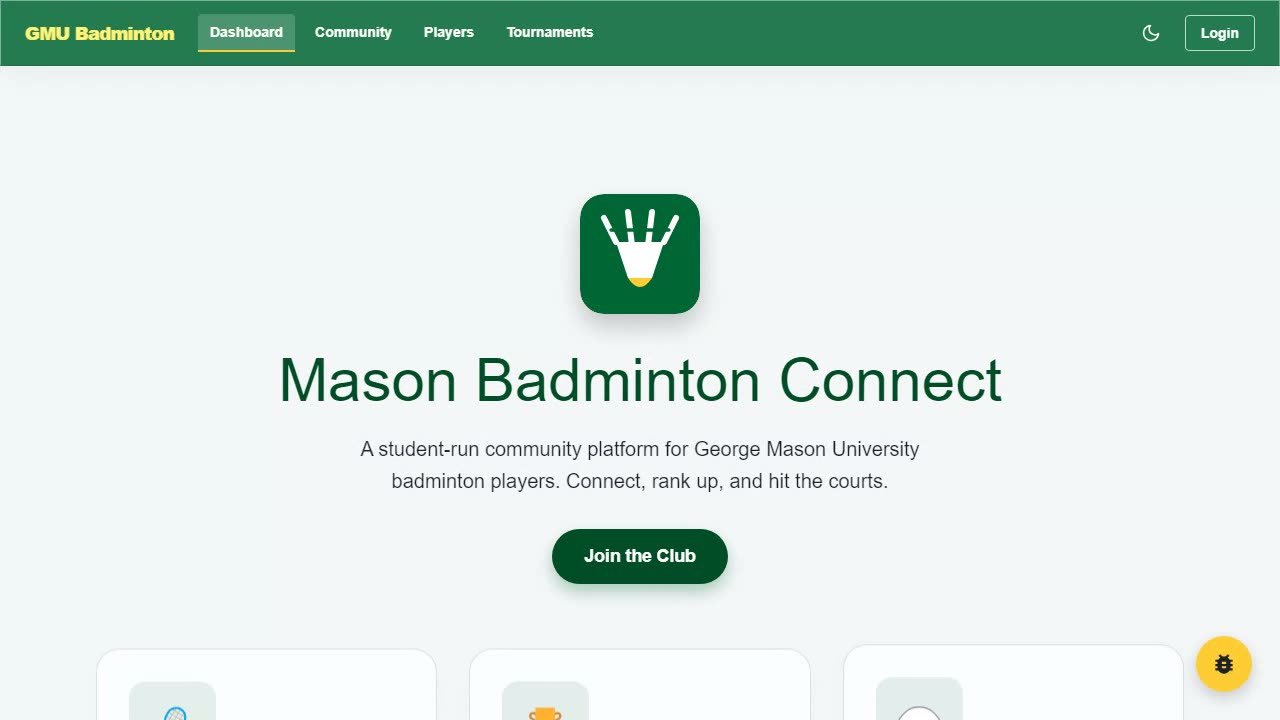 GMU Badminton
Dashboard
Community
Players
Tournaments
Login
Mason Badminton Connect
A student-run community platform for George Mason University
badminton players. Connect, rank up, and hit the courts.
Join the Club